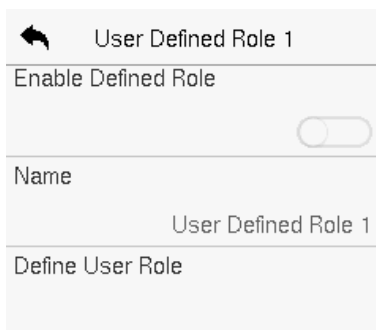 User Defined Role 1
Enable Defined Role
Name
User Defined Role 1
Define User Role